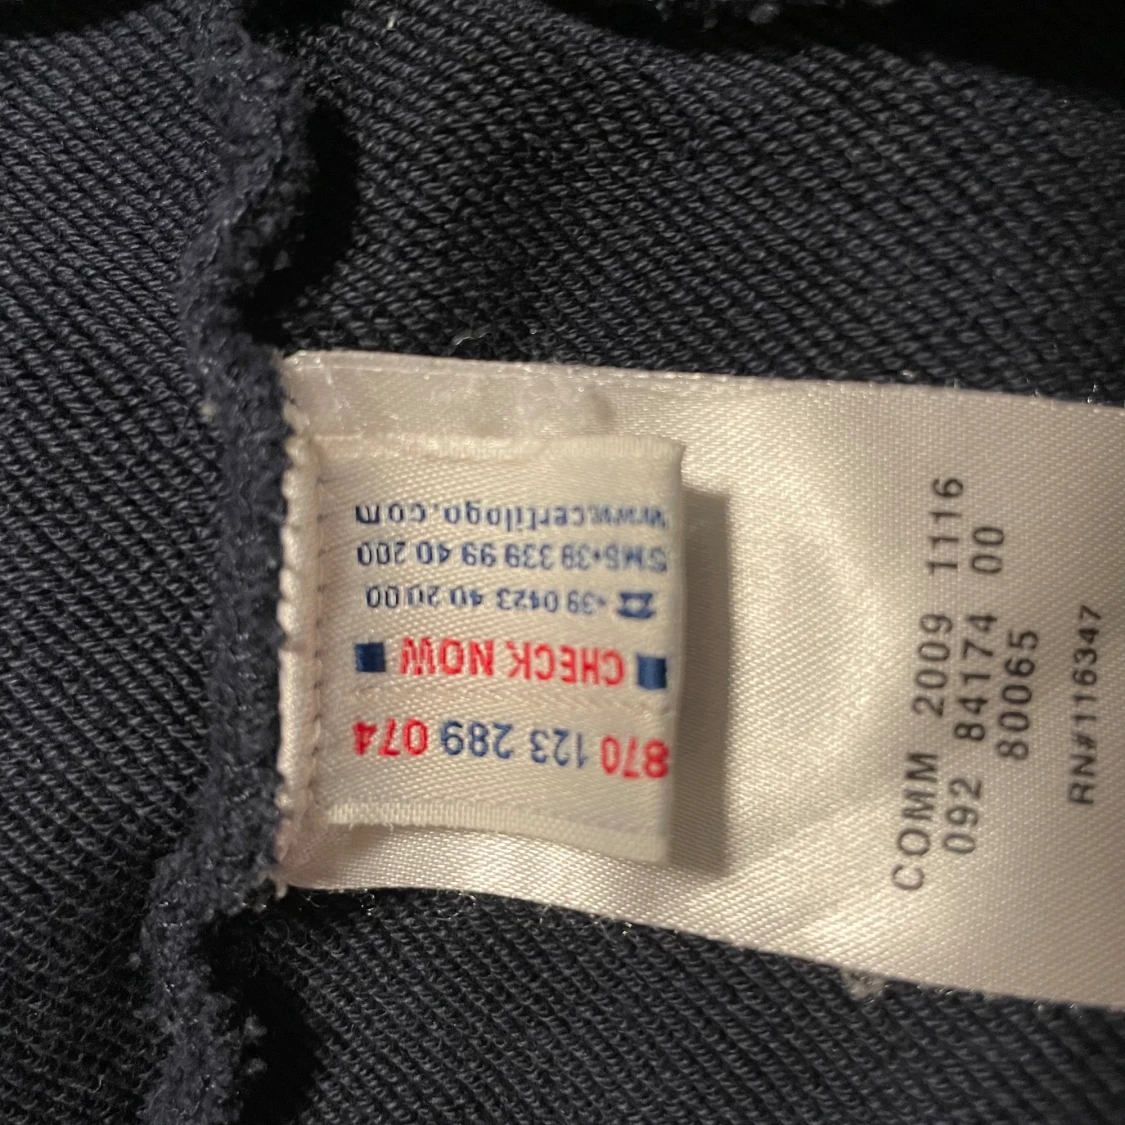 870 123 289 074
CHECK NOW
☎ +39 0423 40 20 00
SMS+39 339 99 40 200
www.certilogo.com
COMM 2009 1116
092 84174 00
80065
RN#116347